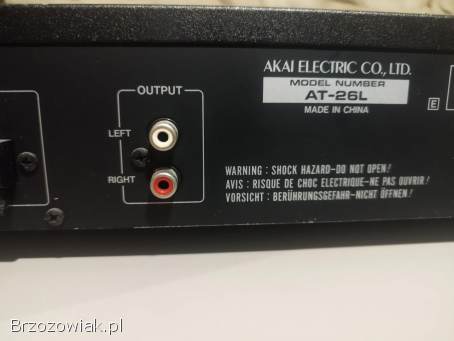 AKAI ELECTRIC CO., LTD.
MODEL NUMBER
AT-26L
MADE IN CHINA
E
OUTPUT
LEFT
RIGHT
WARNING : SHOCK HAZARD-DO NOT OPEN!
AVIS : RISQUE DE CHOC ELECTRIQUE-NE PAS OUVRIR!
VORSICHT : BERÜHRUNGSGEFAHR-NICHT ÖFFNEN!
Brzozowiak.pl